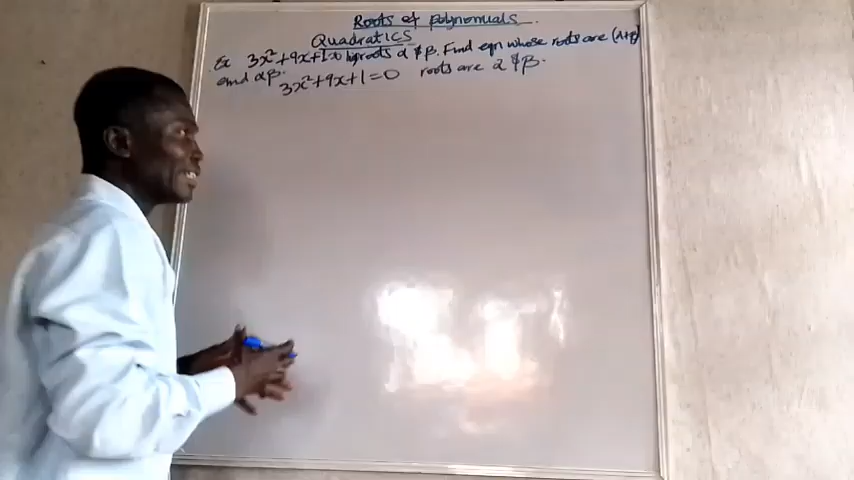 Roots of polynomials.
QUADRATICS
Ex 3x²+9x+1=0 roots α & β. Find eqn whose roots are (α+β)
and αβ.
3x²+9x+1=0 roots are α & β.